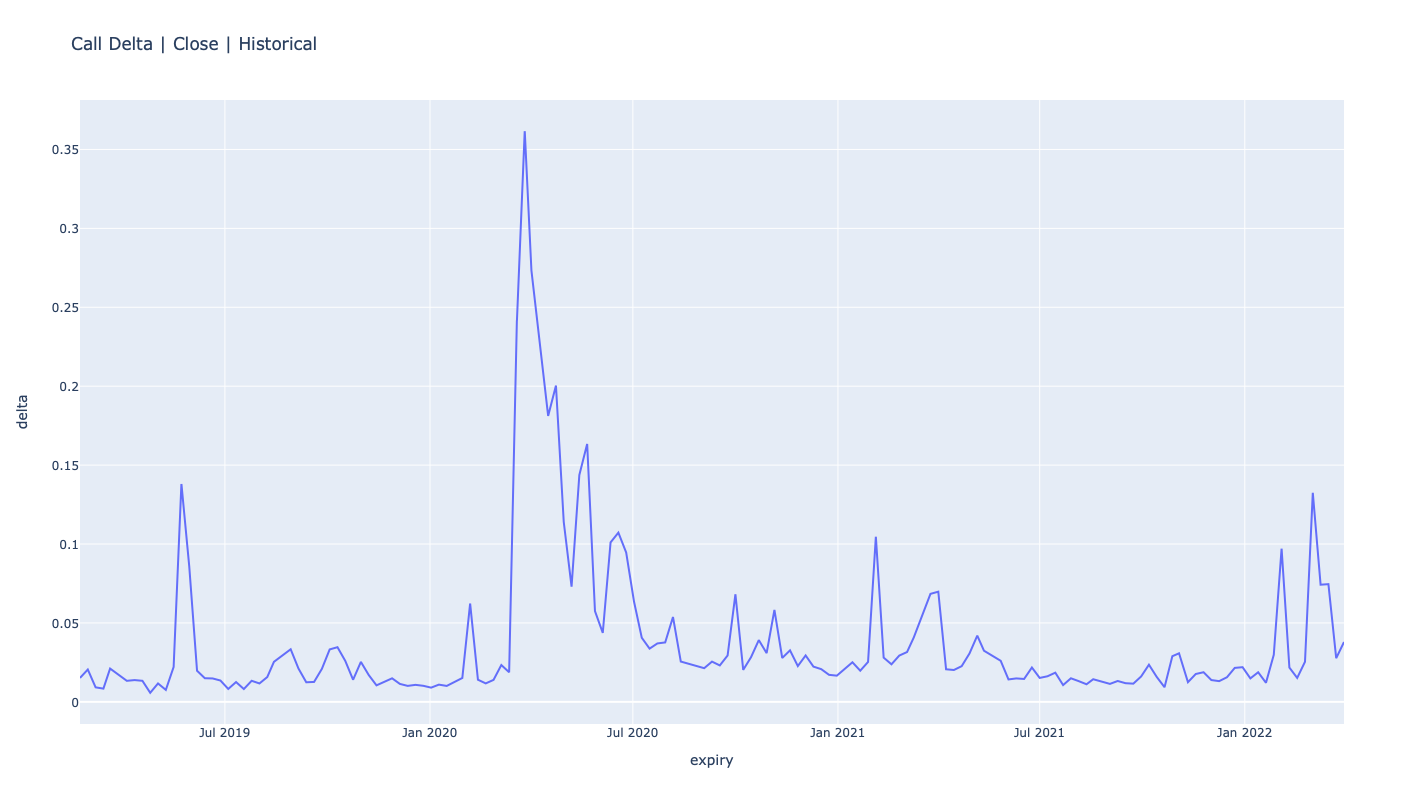 Call Delta | Close | Historical
0.35
0.3
0.25
0.2
0.15
0.1
0.05
0
delta
Jul 2019
Jan 2020
Jul 2020
Jan 2021
Jul 2021
Jan 2022
expiry